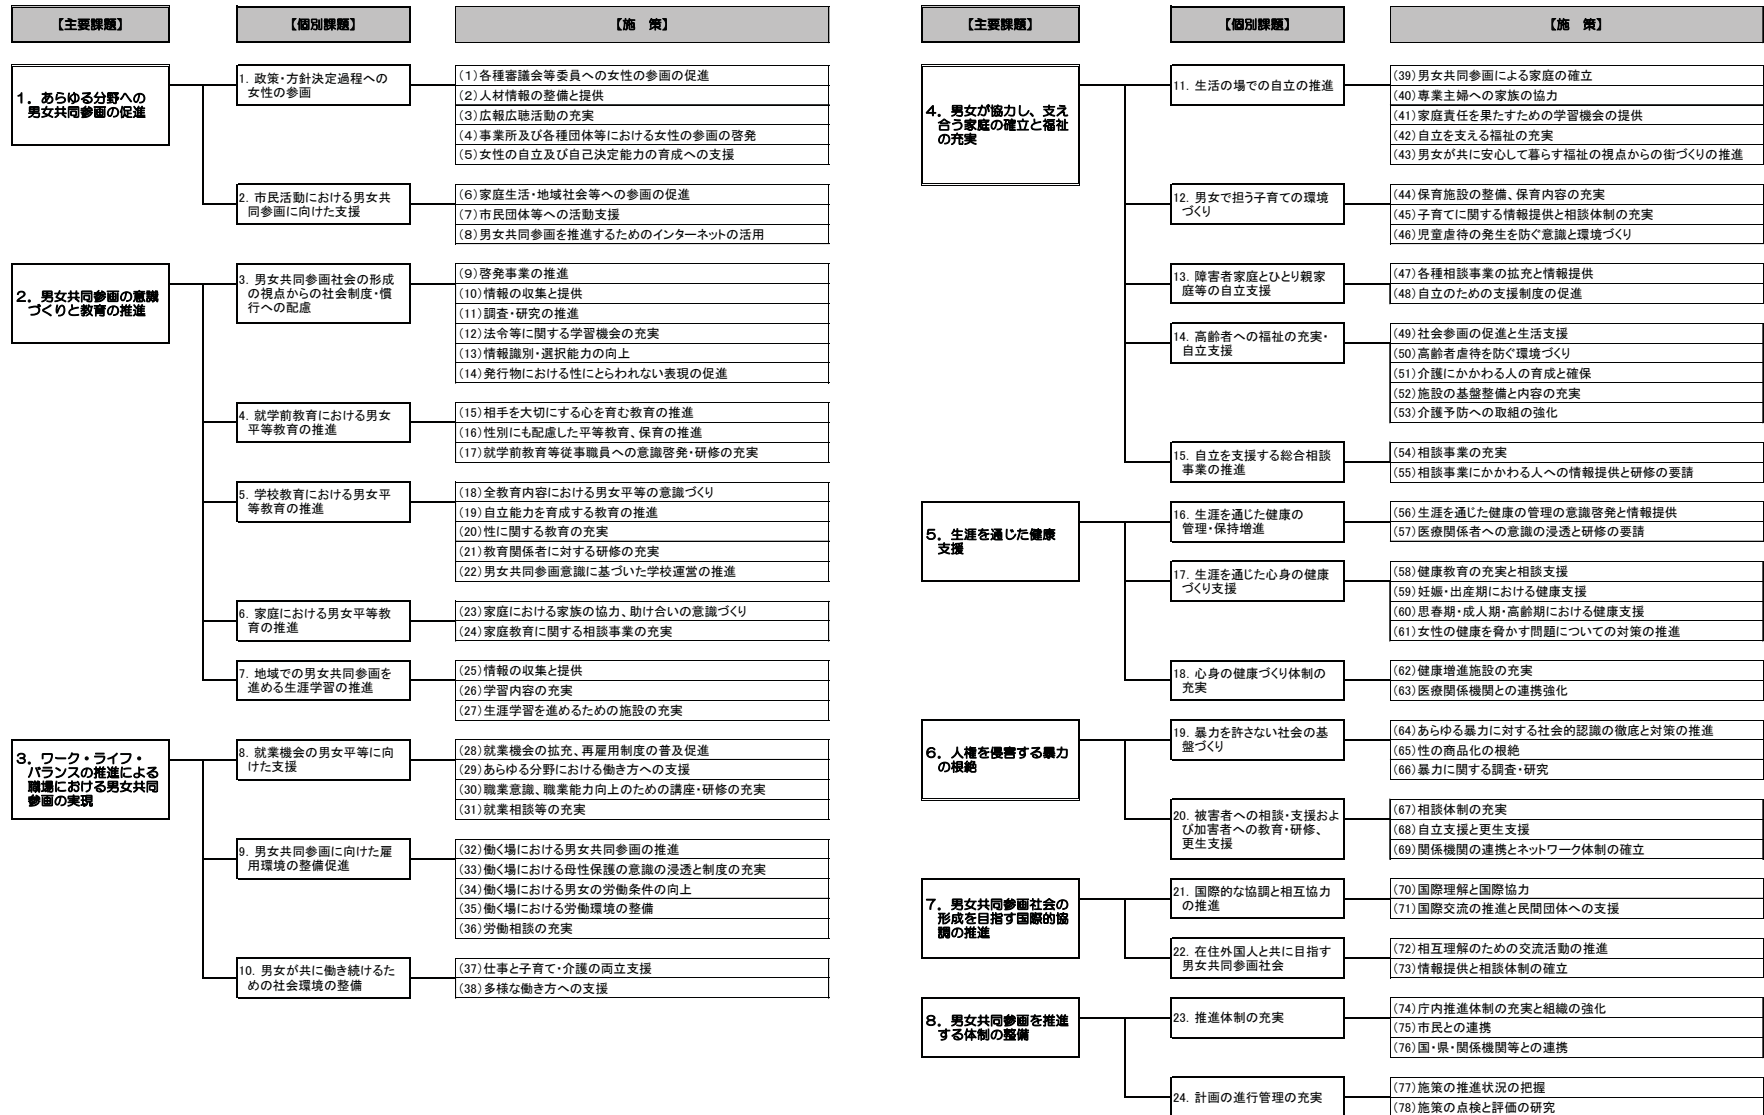 【主要課題】
【個別課題】
【施　策】
1．あらゆる分野への
男女共同参画の促進
1. 政策・方針決定過程への
女性の参画
(1)各種審議会等委員への女性の参画の促進
(2)人材情報の整備と提供
(3)広報広聴活動の充実
(4)事業所及び各種団体等における女性の参画の啓発
(5)女性の自立及び自己決定能力の育成への支援
2. 市民活動における男女共
同参画に向けた支援
(6)家庭生活・地域社会等への参画の促進
(7)市民団体等への活動支援
(8)男女共同参画を推進するためのインターネットの活用
2．男女共同参画の意識
づくりと教育の推進
3. 男女共同参画社会の形成
の視点からの社会制度・慣
行への配慮
(9)啓発事業の推進
(10)情報の収集と提供
(11)調査・研究の推進
(12)法令等に関する学習機会の充実
(13)情報識別・選択能力の向上
(14)発行物における性にとらわれない表現の促進
4. 就学前教育における男女
平等教育の推進
(15)相手を大切にする心を育む教育の推進
(16)性別にも配慮した平等教育、保育の推進
(17)就学前教育等従事職員への意識啓発・研修の充実
5. 学校教育における男女平
等教育の推進
(18)全教育内容における男女平等の意識づくり
(19)自立能力を育成する教育の推進
(20)性に関する教育の充実
(21)教育関係者に対する研修の充実
(22)男女共同参画意識に基づいた学校運営の推進
6. 家庭における男女平等教
育の推進
(23)家庭における家族の協力、助け合いの意識づくり
(24)家庭教育に関する相談事業の充実
7. 地域での男女共同参画を
進める生涯学習の推進
(25)情報の収集と提供
(26)学習内容の充実
(27)生涯学習を進めるための施設の充実
3．ワーク・ライフ・
バランスの推進による
職場における男女共同
参画の実現
8. 就業機会の男女平等に向
けた支援
(28)就業機会の拡充、再雇用制度の普及促進
(29)あらゆる分野における働き方への支援
(30)職業意識、職業能力向上のための講座・研修の充実
(31)就業相談等の充実
9. 男女共同参画に向けた雇
用環境の整備促進
(32)働く場における男女共同参画の推進
(33)働く場における母性保護の意識の浸透と制度の充実
(34)働く場における男女の労働条件の向上
(35)働く場における労働環境の整備
(36)労働相談の充実
10. 男女が共に働き続けるた
めの社会環境の整備
(37)仕事と子育て・介護の両立支援
(38)多様な働き方への支援
【主要課題】
【個別課題】
【施　策】
4．男女が協力し、支え
合う家庭の確立と福祉
の充実
11. 生活の場での自立の推進
(39)男女共同参画による家庭の確立
(40)専業主婦への家族の協力
(41)家庭責任を果たすための学習機会の提供
(42)自立を支える福祉の充実
(43)男女が共に安心して暮らす福祉の視点からの街づくりの推進
12. 男女で担う子育ての環境
づくり
(44)保育施設の整備、保育内容の充実
(45)子育てに関する情報提供と相談体制の充実
(46)児童虐待の発生を防ぐ意識と環境づくり
13. 障害者家庭とひとり親家
庭等の自立支援
(47)各種相談事業の拡充と情報提供
(48)自立のための支援制度の促進
14. 高齢者への福祉の充実・
自立支援
(49)社会参画の促進と生活支援
(50)高齢者虐待を防ぐ環境づくり
(51)介護にかかわる人の育成と確保
(52)施設の基盤整備と内容の充実
(53)介護予防への取組の強化
15. 自立を支援する総合相談
事業の推進
(54)相談事業の充実
(55)相談事業にかかわる人への情報提供と研修の要請
5．生涯を通じた健康
支援
16. 生涯を通じた健康の
管理・保持増進
(56)生涯を通じた健康の管理の意識啓発と情報提供
(57)医療関係者への意識の浸透と研修の要請
17. 生涯を通じた心身の健康
づくり支援
(58)健康教育の充実と相談支援
(59)妊娠・出産期における健康支援
(60)思春期・成人期・高齢期における健康支援
(61)女性の健康を脅かす問題についての対策の推進
18. 心身の健康づくり体制の
充実
(62)健康増進施設の充実
(63)医療関係機関との連携強化
6．人権を侵害する暴力
の根絶
19. 暴力を許さない社会の基
盤づくり
(64)あらゆる暴力に対する社会的認識の徹底と対策の推進
(65)性の商品化の根絶
(66)暴力に関する調査・研究
20. 被害者への相談・支援およ
び加害者への教育・研修、
更生支援
(67)相談体制の充実
(68)自立支援と更生支援
(69)関係機関の連携とネットワーク体制の確立
7．男女共同参画社会の
形成を目指す国際的協
調の推進
21. 国際的な協調と相互協力
の推進
(70)国際理解と国際協力
(71)国際交流の推進と民間団体への支援
22. 在住外国人と共に目指す
男女共同参画社会
(72)相互理解のための交流活動の推進
(73)情報提供と相談体制の確立
8．男女共同参画を推進
する体制の整備
23. 推進体制の充実
(74)庁内推進体制の充実と組織の強化
(75)市民との連携
(76)国・県・関係機関等との連携
24. 計画の進行管理の充実
(77)施策の推進状況の把握
(78)施策の点検と評価の研究